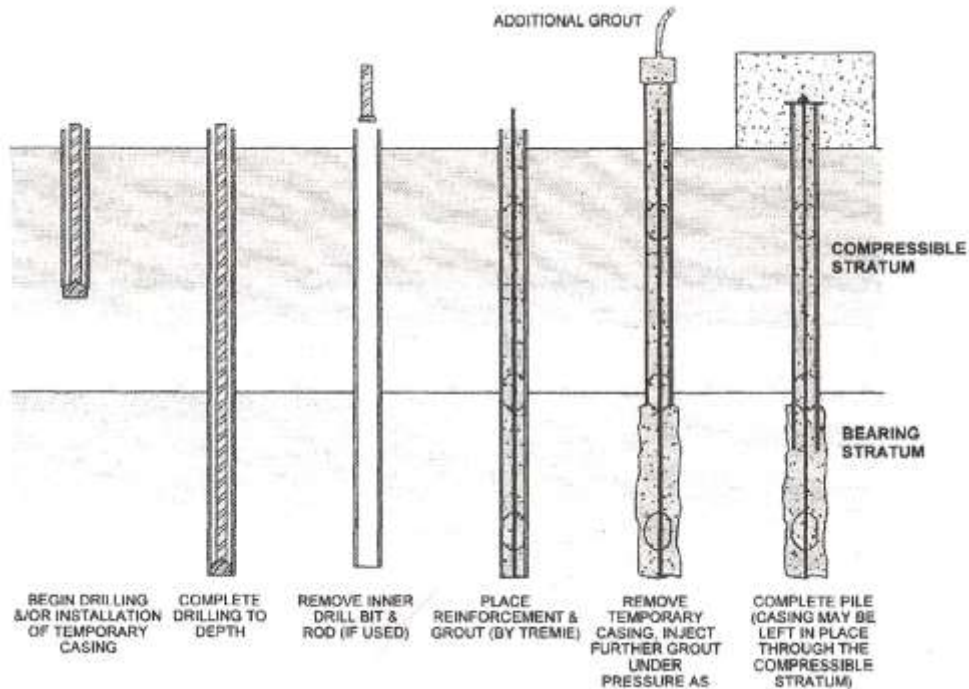 ADDITIONAL GROUT
COMPRESSIBLE
STRATUM
BEARING
STRATUM
BEGIN DRILLING
&/OR INSTALLATION
OF TEMPORARY
CASING
COMPLETE
DRILLING TO
DEPTH
REMOVE INNER
DRILL BIT &
ROD (IF USED)
PLACE
REINFORCEMENT &
GROUT (BY TREMIE)
REMOVE
TEMPORARY
CASING, INJECT
FURTHER GROUT
UNDER
PRESSURE AS
COMPLETE PILE
(CASING MAY BE
LEFT IN PLACE
THROUGH THE
COMPRESSIBLE
STRATUM)